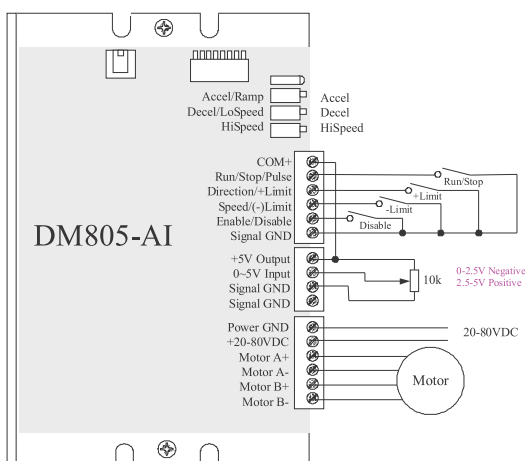 Accel/Ramp Accel
Decel/LoSpeed Decel
HiSpeed HiSpeed
COM+
Run/Stop/Pulse Run/Stop
Direction/+Limit +Limit
Speed/(-)Limit -Limit
Enable/Disable Disable
Signal GND
DM805-AI
+5V Output
0~5V Input 10k 0-2.5V Negative
Signal GND 2.5-5V Positive
Signal GND
Power GND 20-80VDC
+20-80VDC
Motor A+
Motor A- Motor
Motor B+
Motor B-